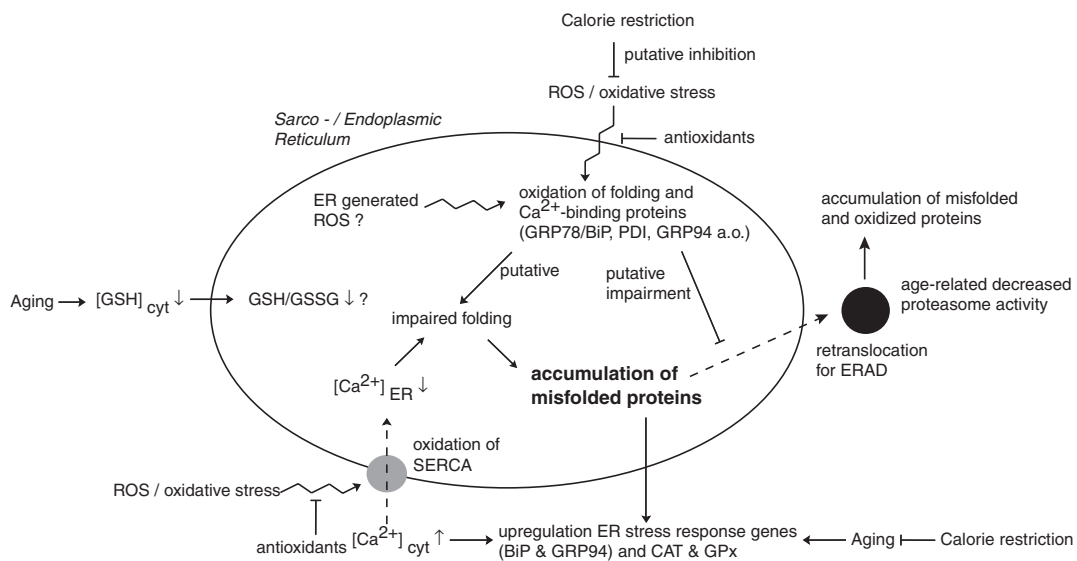 Calorie restriction
putative inhibition
ROS / oxidative stress
Sarco - / Endoplasmic
Reticulum
antioxidants
ER generated
ROS ?
oxidation of folding and
Ca²⁺-binding proteins
(GRP78/BiP, PDI, GRP94 a.o.)
accumulation of misfolded
and oxidized proteins
putative
putative
impairment
Aging
[GSH] cyt ↓
GSH/GSSG ↓ ?
impaired folding
age-related decreased
proteasome activity
retranslocation
for ERAD
[Ca²⁺] ER ↓
accumulation of
misfolded proteins
oxidation of
SERCA
ROS / oxidative stress
antioxidants
[Ca²⁺] cyt ↑
upregulation ER stress response genes
(BiP & GRP94) and CAT & GPx
Aging
Calorie restriction